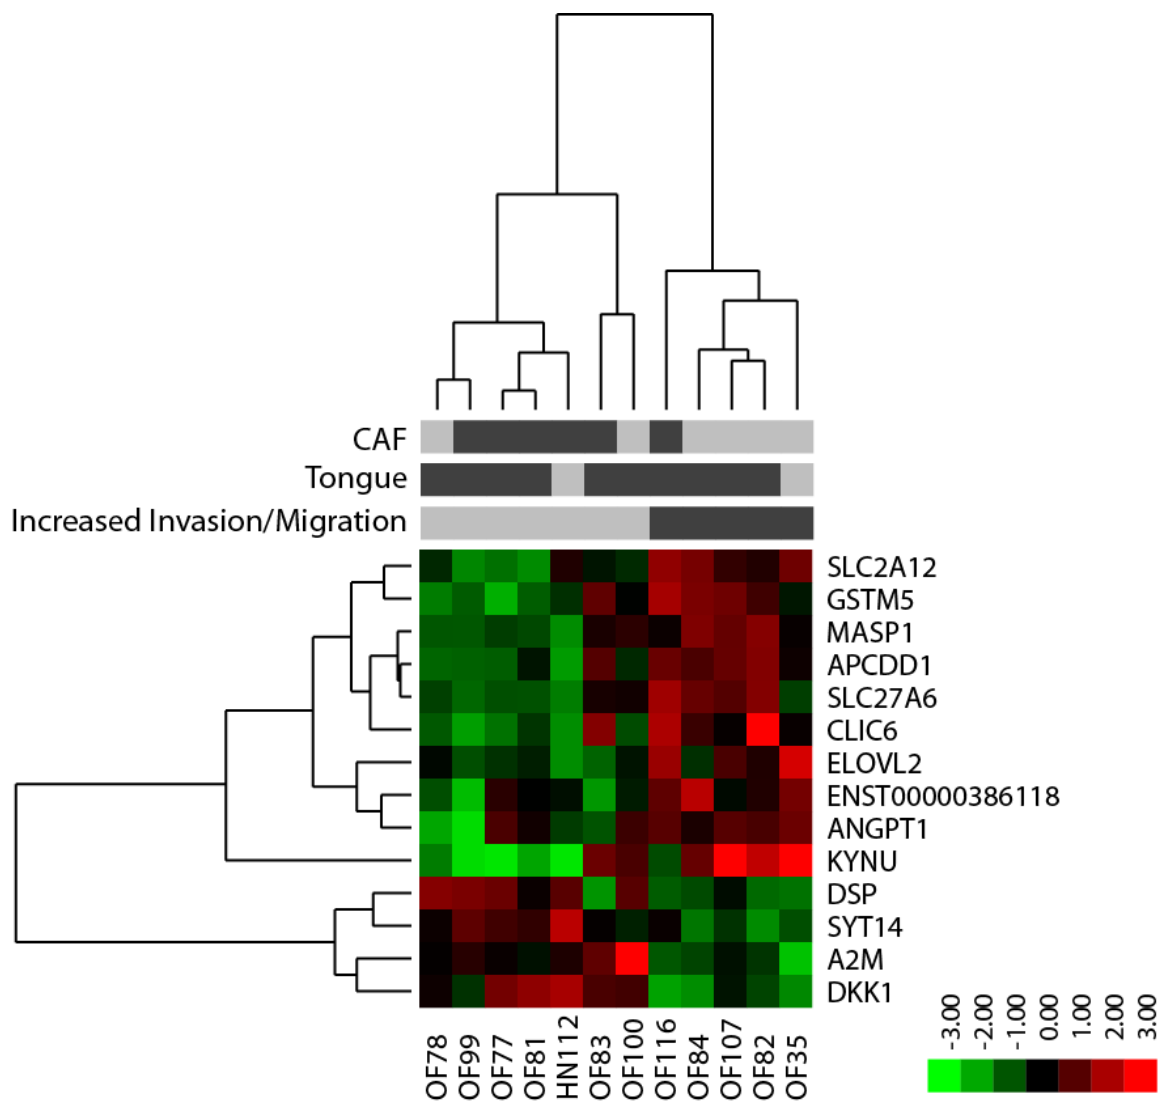 CAF
Tongue
Increased Invasion/Migration
SLC2A12
GSTM5
MASP1
APCDD1
SLC27A6
CLIC6
ELOVL2
ENST00000386118
ANGPT1
KYNU
DSP
SYT14
A2M
DKK1
OF78
OF99
OF77
OF81
HN112
OF83
OF100
OF116
OF84
OF107
OF82
OF35
-3.00
-2.00
-1.00
0.00
1.00
2.00
3.00